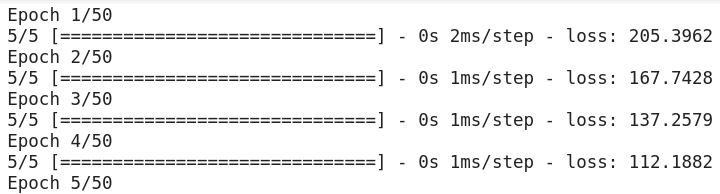 Epoch 1/50
5/5 [==============================] - 0s 2ms/step - loss: 205.3962
Epoch 2/50
5/5 [==============================] - 0s 1ms/step - loss: 167.7428
Epoch 3/50
5/5 [==============================] - 0s 1ms/step - loss: 137.2579
Epoch 4/50
5/5 [==============================] - 0s 1ms/step - loss: 112.1882
Epoch 5/50